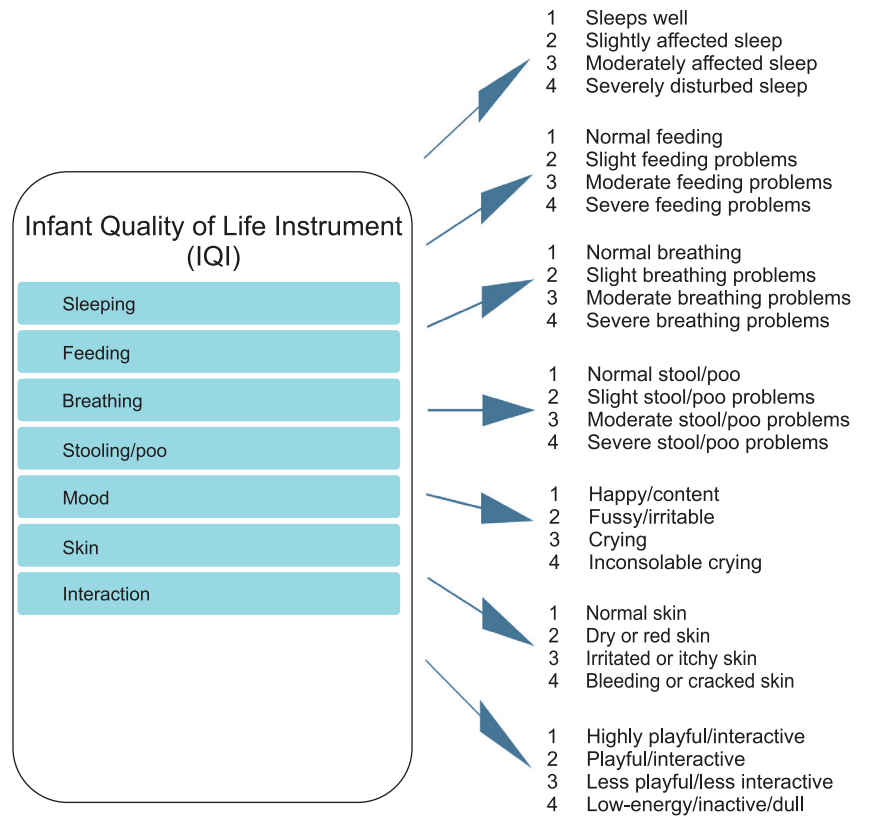 Infant Quality of Life Instrument
(IQI)
Sleeping
Feeding
Breathing
Stooling/poo
Mood
Skin
Interaction
1 Sleeps well
2 Slightly affected sleep
3 Moderately affected sleep
4 Severely disturbed sleep
1 Normal feeding
2 Slight feeding problems
3 Moderate feeding problems
4 Severe feeding problems
1 Normal breathing
2 Slight breathing problems
3 Moderate breathing problems
4 Severe breathing problems
1 Normal stool/poo
2 Slight stool/poo problems
3 Moderate stool/poo problems
4 Severe stool/poo problems
1 Happy/content
2 Fussy/irritable
3 Crying
4 Inconsolable crying
1 Normal skin
2 Dry or red skin
3 Irritated or itchy skin
4 Bleeding or cracked skin
1 Highly playful/interactive
2 Playful/interactive
3 Less playful/less interactive
4 Low-energy/inactive/dull